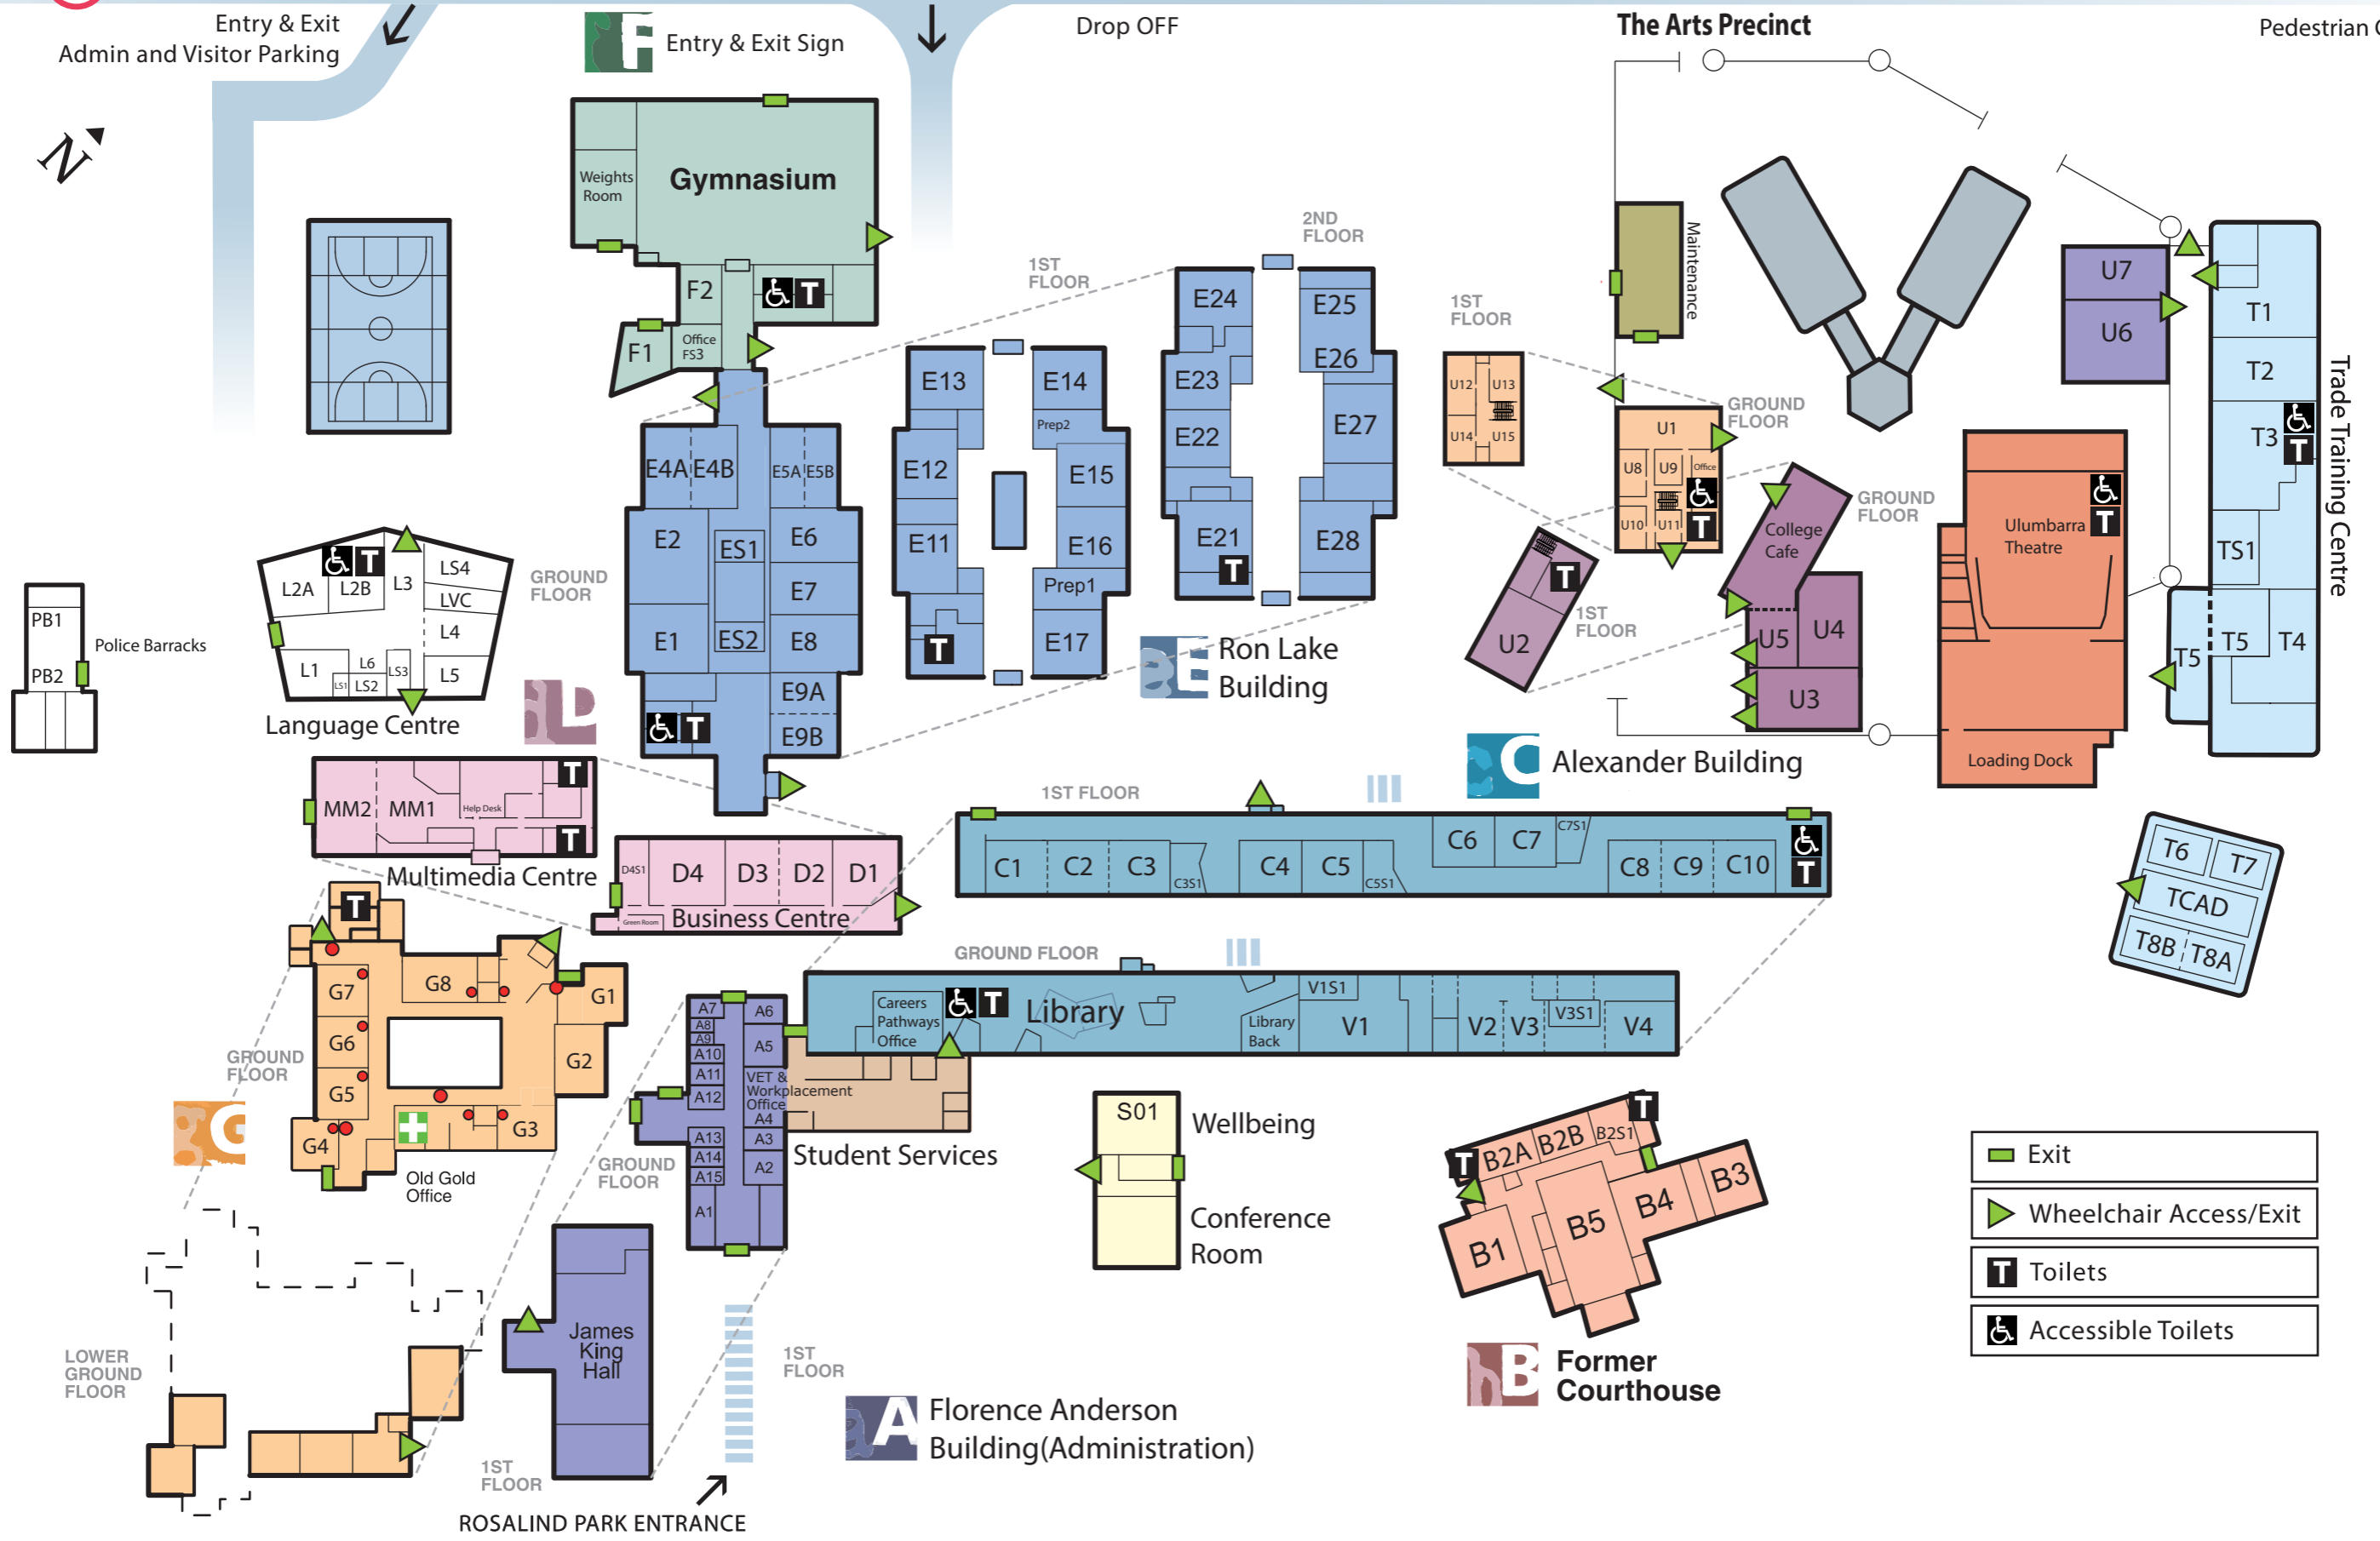 Entry & Exit
Admin and Visitor Parking
F
Entry & Exit Sign
Drop OFF
The Arts Precinct
Pedestrian
N
Weights
Room
Gymnasium
F2
T
F1
Office
FS3
1ST
FLOOR
2ND
FLOOR
E4A
E4B
E5A
E5B
E2
ES1
E6
E7
E1
ES2
E8
E9A
E9B
T
GROUND
FLOOR
E13
E14
Prep2
E12
E15
E11
E16
Prep1
E17
T
E24
E25
E26
E23
E22
E27
E21
E28
T
E
Ron Lake
Building
Maintenance
1ST
FLOOR
U12
U13
U14
U15
GROUND
FLOOR
U1
U8
U9
Office
U10
U11
T
GROUND
FLOOR
College
Cafe
U5
U4
U3
1ST
FLOOR
U2
T
U7
U6
Ulumbarra
Theatre
T
Loading Dock
T1
T2
T3
T
TS1
T5
T5
T4
Trade Training Centre
T6
T7
TCAD
T8B
T8A
PB1
PB2
Police Barracks
L2A
L2B
T
L3
LS4
LVC
L4
L5
L1
LS1
L6
LS2
LS3
Language Centre
D
MM2
MM1
Help Desk
T
T
Multimedia Centre
D4S1
D4
D3
D2
D1
Green Room
Business Centre
C
Alexander Building
1ST FLOOR
C1
C2
C3
C3S1
C4
C5
C5S1
C6
C7
C7S1
C8
C9
C10
T
GROUND FLOOR
Careers
Pathways
Office
T
Library
Library
Back
V1S1
V1
V2
V3
V3S1
V4
T
G7
G8
G1
G6
G2
G5
G4
G3
GROUND
FLOOR
G
Old Gold
Office
LOWER
GROUND
FLOOR
A7
A6
A8
A9
A5
A10
A11
A12
VET &
Workplacement
Office
A4
A13
A3
A14
A2
A15
A1
GROUND
FLOOR
Student Services
James
King
Hall
1ST
FLOOR
1ST
FLOOR
A
Florence Anderson
Building(Administration)
ROSALIND PARK ENTRANCE
S01
Wellbeing
Conference
Room
T
T
B2A
B2B
B2S1
B1
B5
B4
B3
B
Former
Courthouse
Exit
Wheelchair Access/Exit
T
Toilets
Accessible Toilets